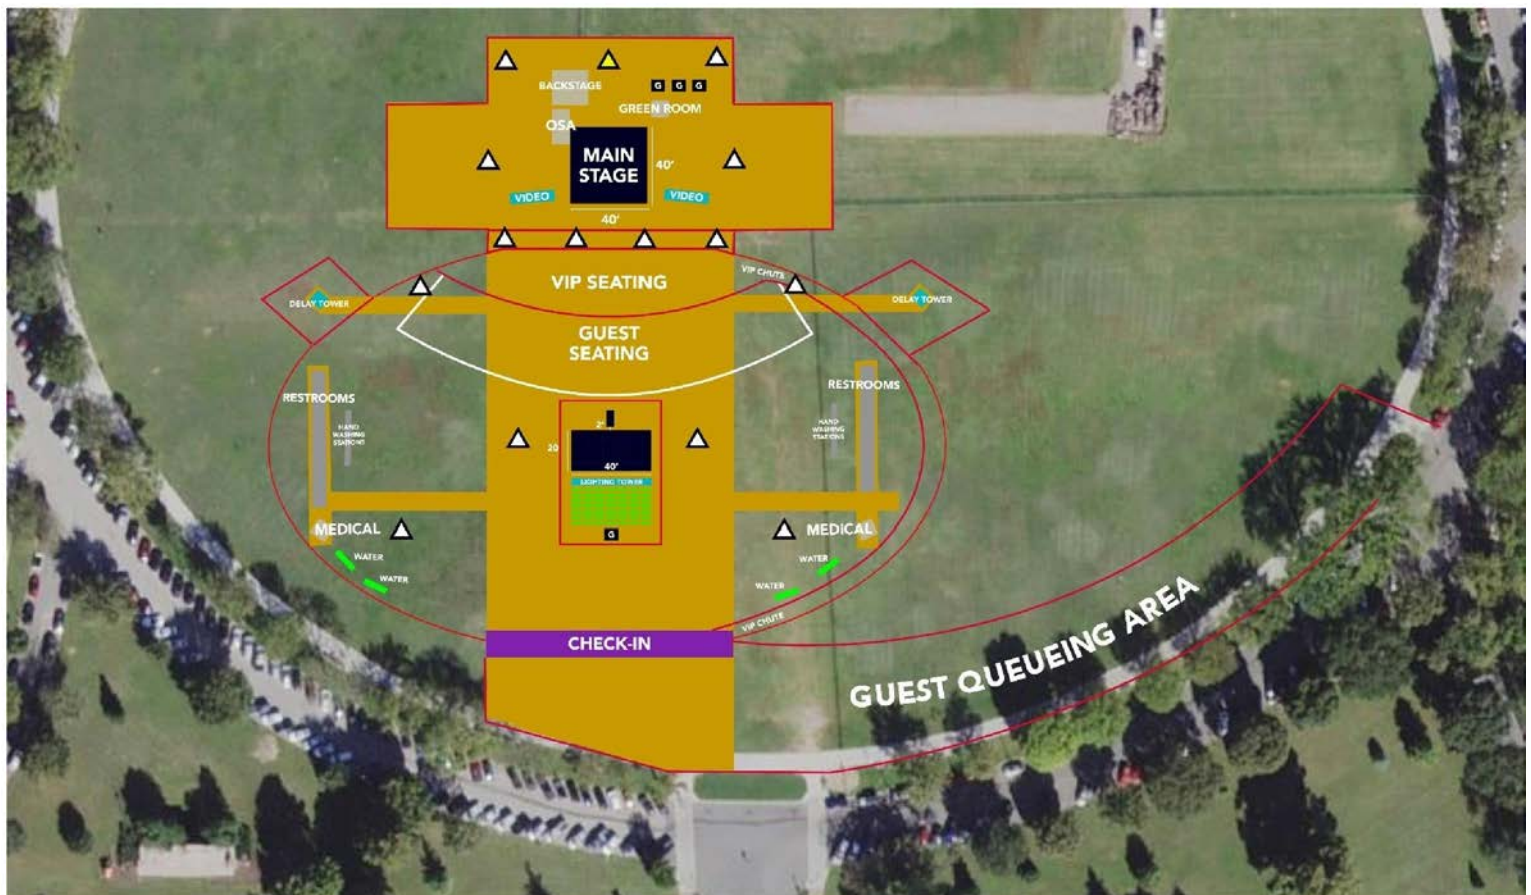 BACKSTAGE
G G G
GREEN ROOM
OSA
MAIN
STAGE
40'
VIDEO
VIDEO
40'
VIP SEATING
VIP CHUTE
DELAY TOWER
DELAY TOWER
GUEST
SEATING
RESTROOMS
RESTROOMS
HAND
WASHING
STATIONS
HAND
WASHING
STATIONS
2'
20
40'
LIGHTING TOWER
G
MEDICAL
MEDICAL
WATER
WATER
WATER
WATER
VIP CHUTE
CHECK-IN
GUEST QUEUEING AREA